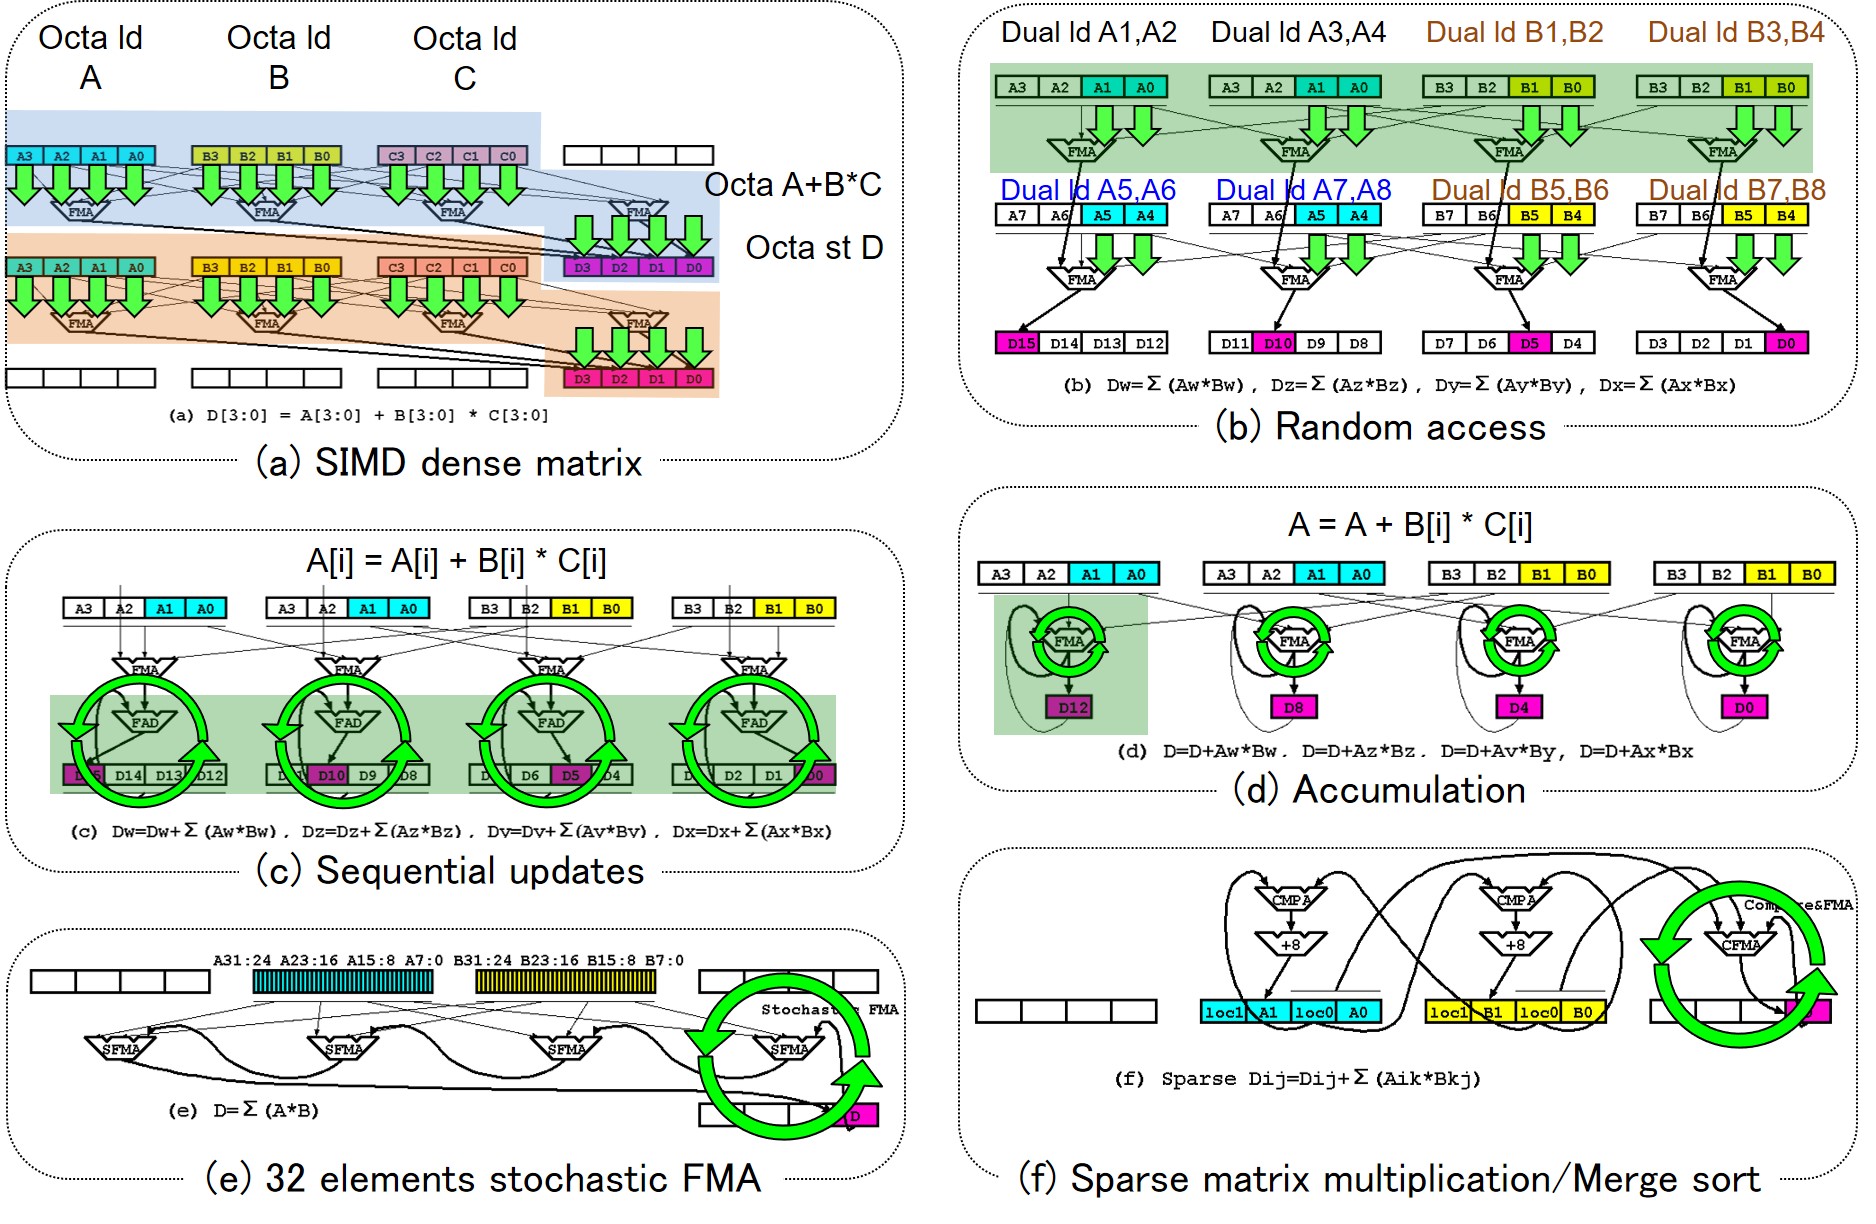 Octa ld
A
Octa ld
B
Octa ld
C
A3 A2 A1 A0 B3 B2 B1 B0 C3 C2 C1 C0
FMA FMA FMA FMA
Octa A+B*C
Octa st D
D3 D2 D1 D0
A3 A2 A1 A0 B3 B2 B1 B0 C3 C2 C1 C0
FMA FMA FMA FMA
D3 D2 D1 D0
(a) D[3:0] = A[3:0] + B[3:0] * C[3:0]
(a) SIMD dense matrix
Dual ld A1,A2 Dual ld A3,A4 Dual ld B1,B2 Dual ld B3,B4
A3 A2 A1 A0 A3 A2 A1 A0 B3 B2 B1 B0 B3 B2 B1 B0
FMA FMA FMA FMA
Dual ld A5,A6 Dual ld A7,A8 Dual ld B5,B6 Dual ld B7,B8
A7 A6 A5 A4 A7 A6 A5 A4 B7 B6 B5 B4 B7 B6 B5 B4
FMA FMA FMA FMA
D15 D14 D13 D12 D11 D10 D9 D8 D7 D6 D5 D4 D3 D2 D1 D0
(b) Dw=Σ(Aw*Bw), Dz=Σ(Az*Bz), Dy=Σ(Ay*By), Dx=Σ(Ax*Bx)
(b) Random access
A[i] = A[i] + B[i] * C[i]
A3 A2 A1 A0 A3 A2 A1 A0 B3 B2 B1 B0 B3 B2 B1 B0
FMA FMA FMA FMA
FAD FAD FAD FAD
D14 D13 D12 D10 D9 D8 D6 D5 D4 D2 D1 D0
(c) Dw=Dw+Σ(Aw*Bw), Dz=Dz+Σ(Az*Bz), Dy=Dy+Σ(Ay*By), Dx=Dx+Σ(Ax*Bx)
(c) Sequential updates
A = A + B[i] * C[i]
A3 A2 A1 A0 A3 A2 A1 A0 B3 B2 B1 B0 B3 B2 B1 B0
FMA FMA FMA FMA
D12 D8 D4 D0
(d) D=D+Aw*Bw, D=D+Az*Bz, D=D+Ay*By, D=D+Ax*Bx
(d) Accumulation
A31:24 A23:16 A15:8 A7:0 B31:24 B23:16 B15:8 B7:0
Stochastic FMA
SFMA SFMA SFMA SFMA
D
(e) D=Σ(A*B)
(e) 32 elements stochastic FMA
CMPA CMPA Compare&FMA
+8 +8 CFMA
loc1 A1 loc0 A0 loc1 B1 loc0 B0
(f) Sparse Dij=Dij+Σ(Aik*Bkj)
(f) Sparse matrix multiplication/Merge sort